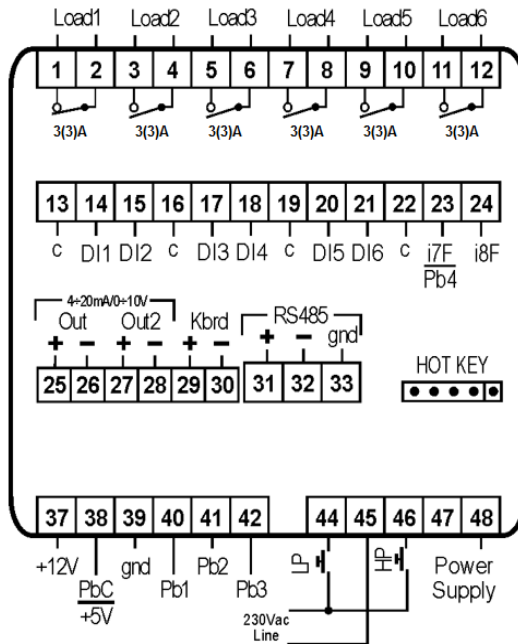 Load1 Load2 Load3 Load4 Load5 Load6
1 2 3 4 5 6 7 8 9 10 11 12
3(3)A 3(3)A 3(3)A 3(3)A 3(3)A 3(3)A
13 14 15 16 17 18 19 20 21 22 23 24
C DI1 DI2 C DI3 DI4 C DI5 DI6 C i7F i8F
Pb4
4÷20mA/0÷10V
Out Out2 Kbrd RS485
+ − + − + − + − gnd
25 26 27 28 29 30 31 32 33
HOT KEY
37 38 39 40 41 42 44 45 46 47 48
+12V PbC gnd Pb1 Pb2 Pb3 LP HP Power
+5V Supply
230Vac
Line